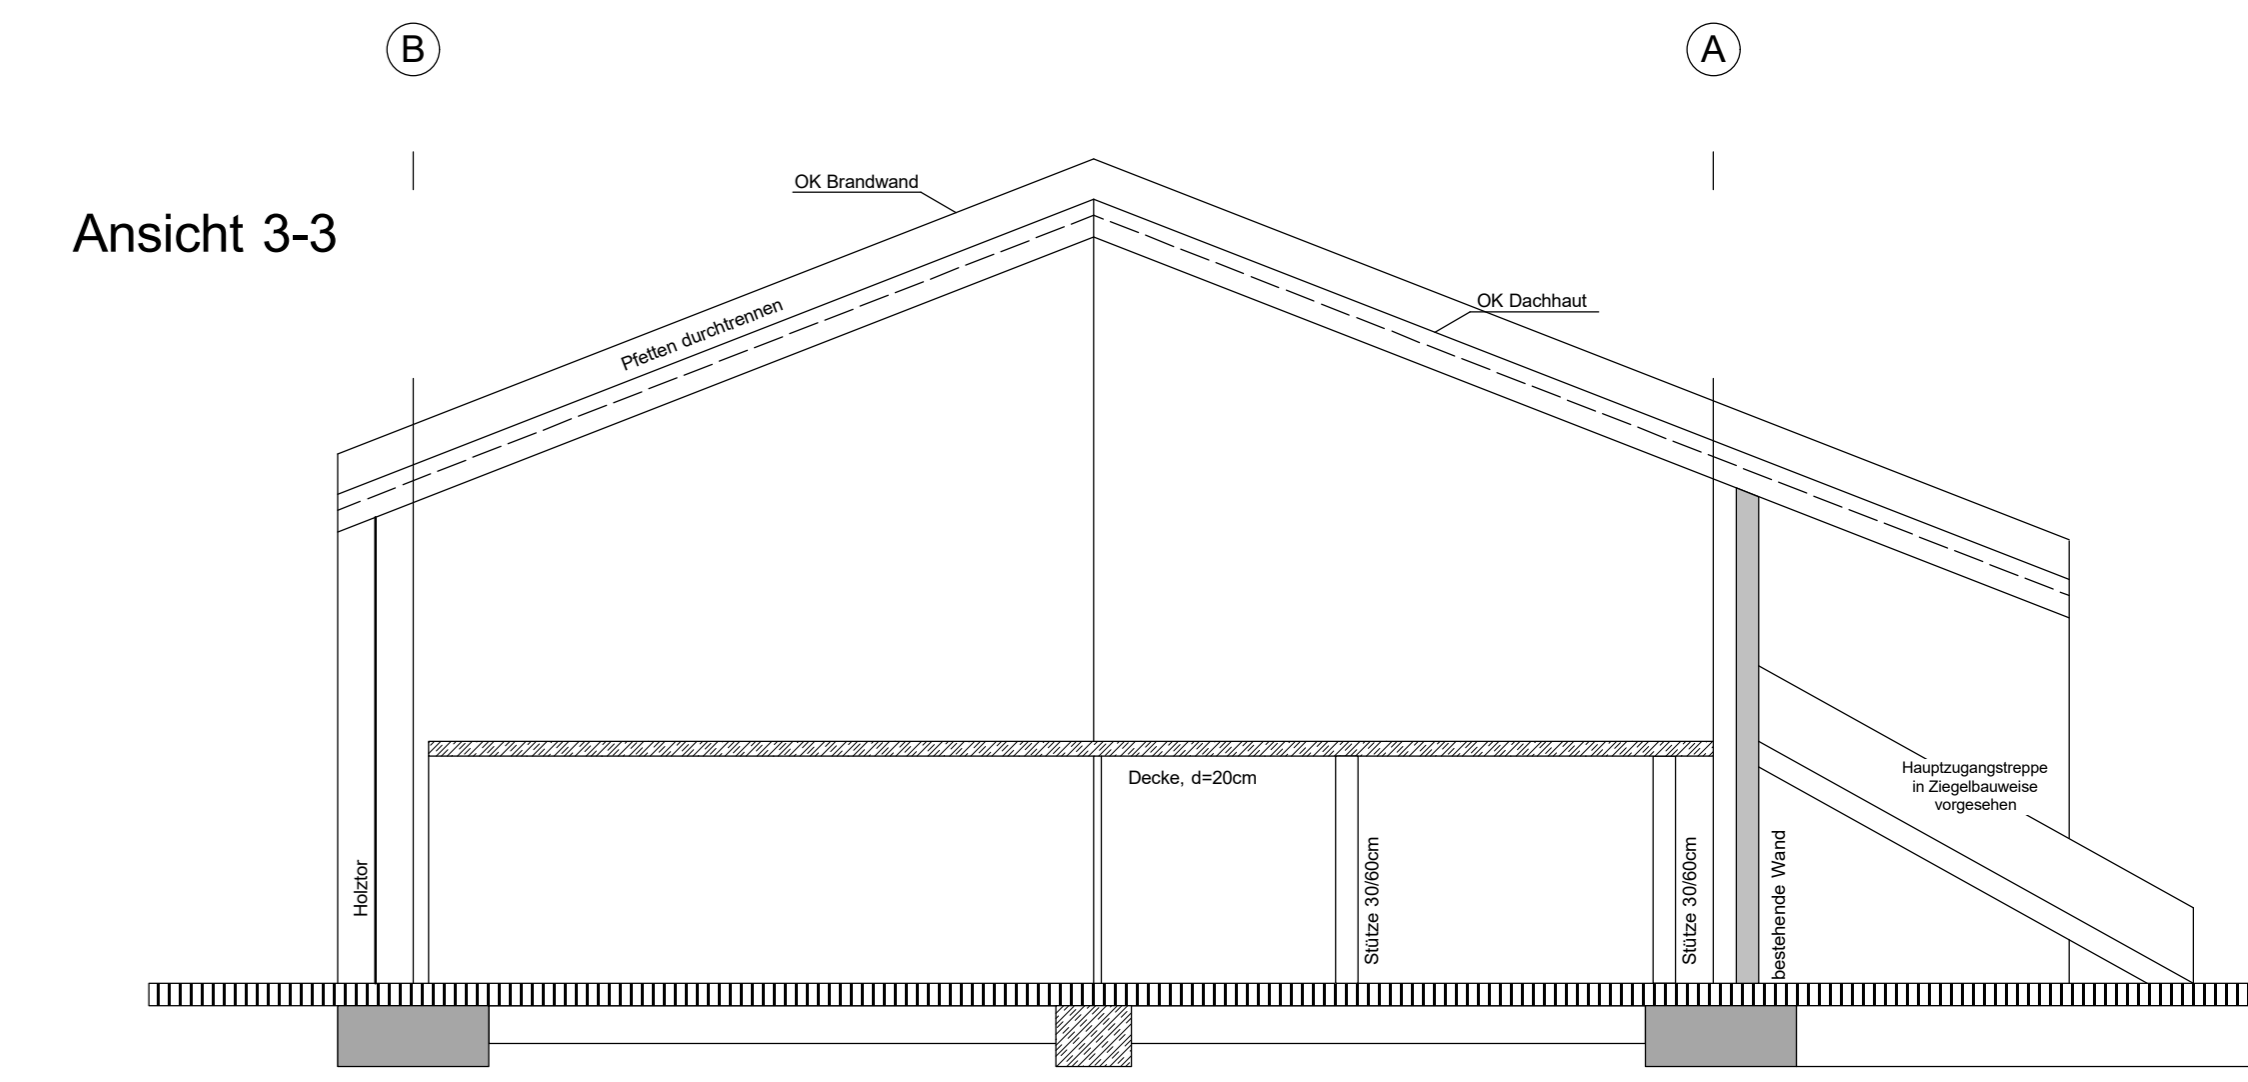 B
A
OK Brandwand
Ansicht 3-3
OK Dachhaut
Pfetten durchtrennen
Decke, d=20cm
Hauptzugangstreppe
in Ziegelbauweise
vorgesehen
Holztor
Stütze 30/60cm
Stütze 30/60cm
bestehende Wand